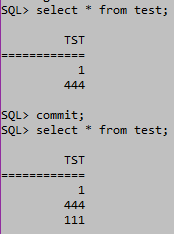 SQL> select * from test;
TST
============
1
444
SQL> commit;
SQL> select * from test;
TST
============
1
444
111